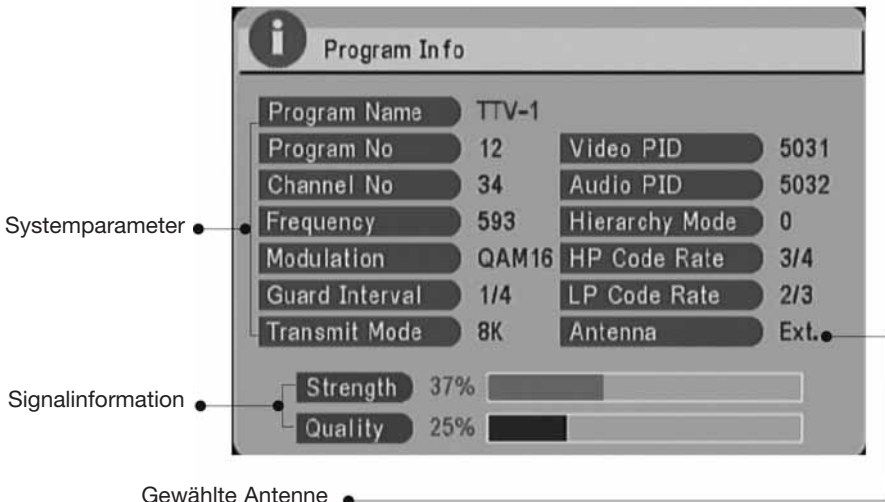 Program Info
Program Name TTV-1
Program No 12 Video PID 5031
Channel No 34 Audio PID 5032
Systemparameter Frequency 593 Hierarchy Mode 0
Modulation QAM16 HP Code Rate 3/4
Guard Interval 1/4 LP Code Rate 2/3
Transmit Mode 8K Antenna Ext.
Strength 37%
Signalinformation
Quality 25%
Gewählte Antenne